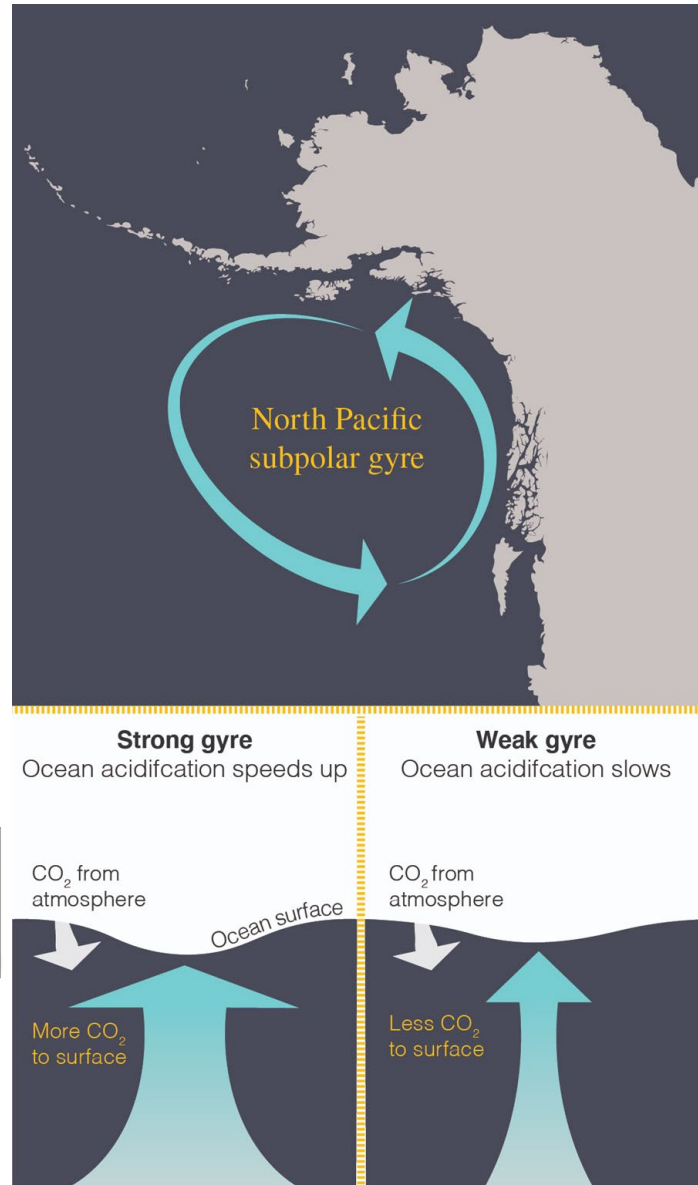 North Pacific
subpolar gyre
Strong gyre
Ocean acidifcation speeds up
CO₂ from
atmosphere
Ocean surface
More CO₂
to surface
Weak gyre
Ocean acidifcation slows
CO₂ from
atmosphere
Less CO₂
to surface